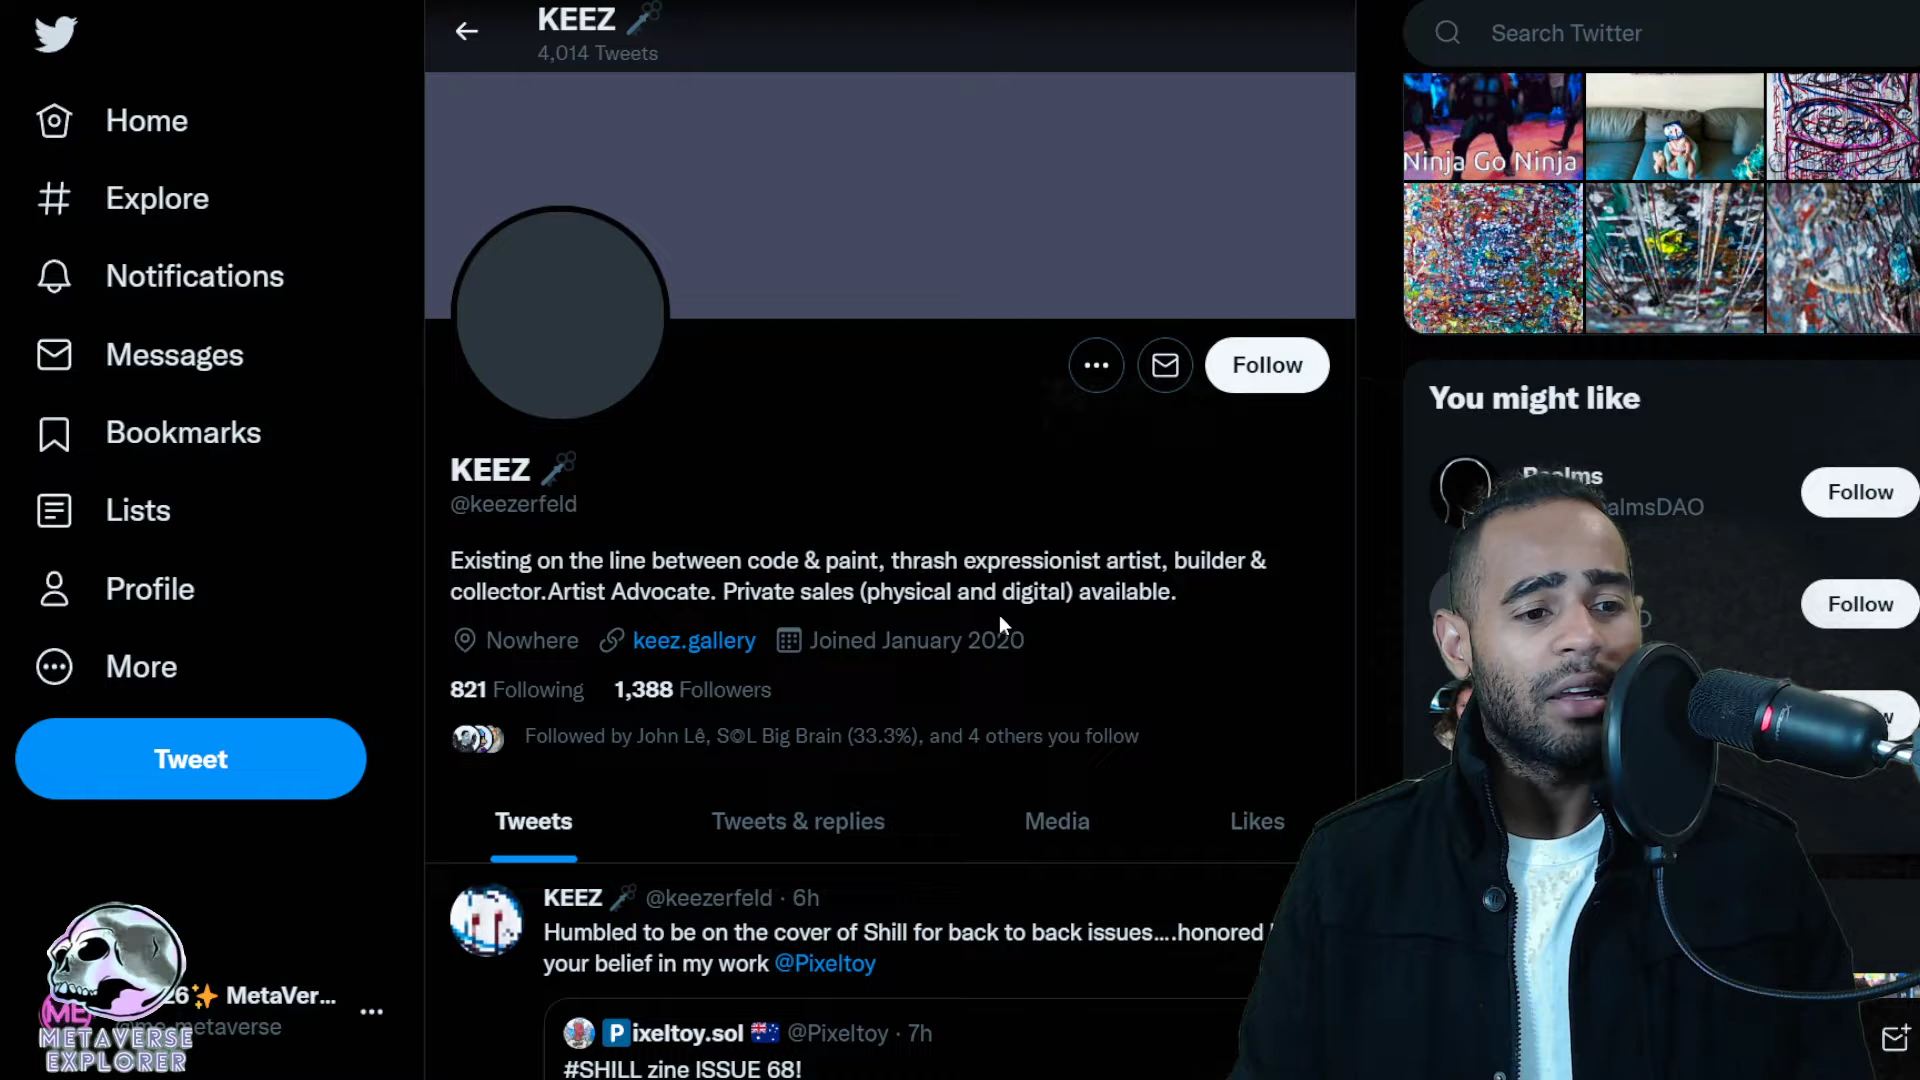 KEEZ
4,014 Tweets
Search Twitter
Home
Explore
Notifications
Messages
Bookmarks
Lists
Profile
More
Tweet
Ninja Go Ninja
Follow
KEEZ
@keezerfeld
Existing on the line between code & paint, thrash expressionist artist, builder &
collector.Artist Advocate. Private sales (physical and digital) available.
Nowhere keez.gallery Joined January 2020
821 Following 1,388 Followers
Followed by John Lê, S©L Big Brain (33.3%), and 4 others you follow
Tweets Tweets & replies Media Likes
KEEZ @keezerfeld · 6h
Humbled to be on the cover of Shill for back to back issues....honored
your belief in my work @Pixeltoy
Pixeltoy.sol @Pixeltoy · 7h
#SHILL zine ISSUE 68!
You might like
Realms
almsDAO
Follow
Follow
26✨ MetaVer...
metaverse
ME
METAVERSE
EXPLORER